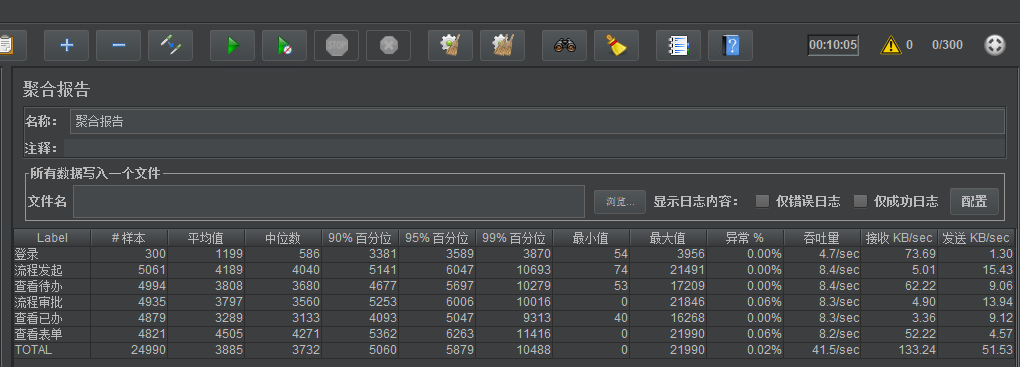 STOP
00:10:05 0 0/300
聚合报告
名称： 聚合报告
注释：
所有数据写入一个文件
文件名 浏览... 显示日志内容： 仅错误日志 仅成功日志 配置
Label # 样本 平均值 中位数 90% 百分位 95% 百分位 99% 百分位 最小值 最大值 异常 % 吞吐量 接收 KB/sec 发送 KB/sec
登录 300 1199 586 3381 3589 3870 54 3956 0.00% 4.7/sec 73.69 1.30
流程发起 5061 4189 4040 5141 6047 10693 74 21491 0.00% 8.4/sec 5.01 15.43
查看待办 4994 3808 3680 4677 5697 10279 53 17209 0.00% 8.4/sec 62.22 9.06
流程审批 4935 3797 3560 5253 6006 10016 0 21846 0.06% 8.3/sec 4.90 13.94
查看已办 4879 3289 3133 4093 5047 9313 40 16268 0.00% 8.3/sec 3.36 9.12
查看表单 4821 4505 4271 5362 6263 11416 0 21990 0.06% 8.2/sec 52.22 4.57
TOTAL 24990 3885 3732 5060 5879 10488 0 21990 0.02% 41.5/sec 133.24 51.53